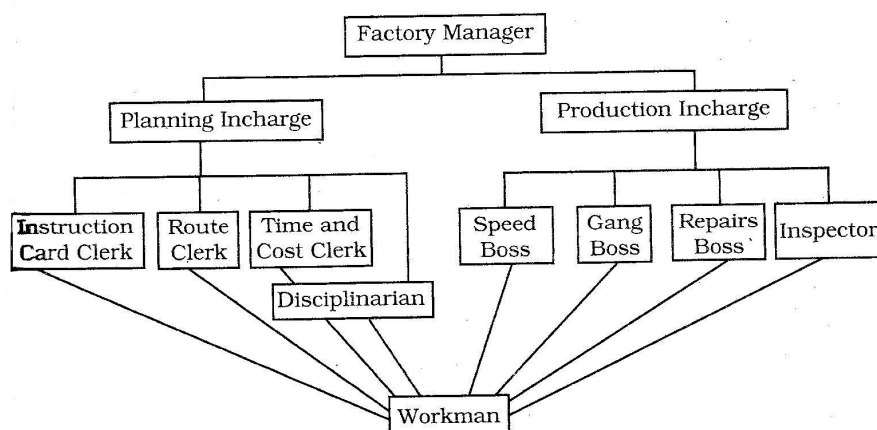 Factory Manager
Planning Incharge
Production Incharge
Instruction
Card Clerk
Route
Clerk
Time and
Cost Clerk
Disciplinarian
Speed
Boss
Gang
Boss
Repairs
Boss
Inspector
Workman